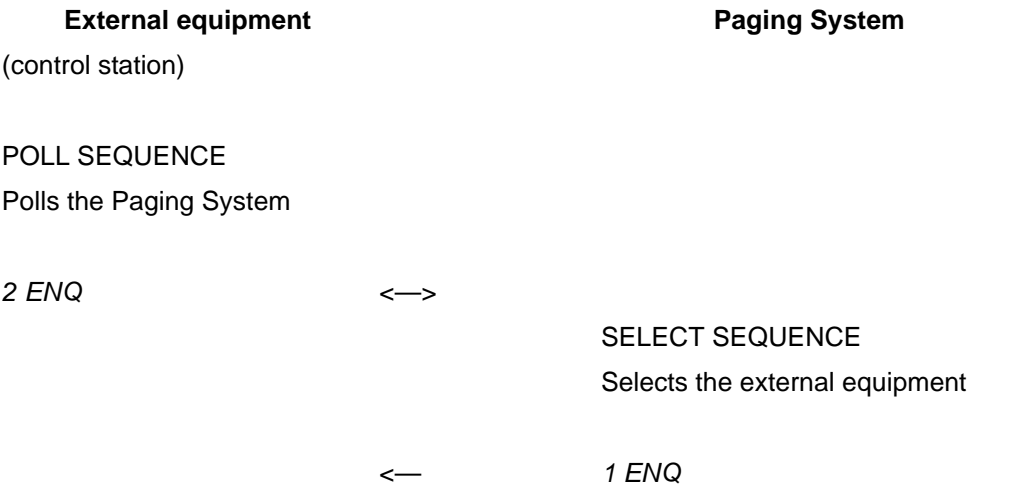 External equipment Paging System
(control station)
POLL SEQUENCE
Polls the Paging System
2 ENQ <—>
SELECT SEQUENCE
Selects the external equipment
<— 1 ENQ